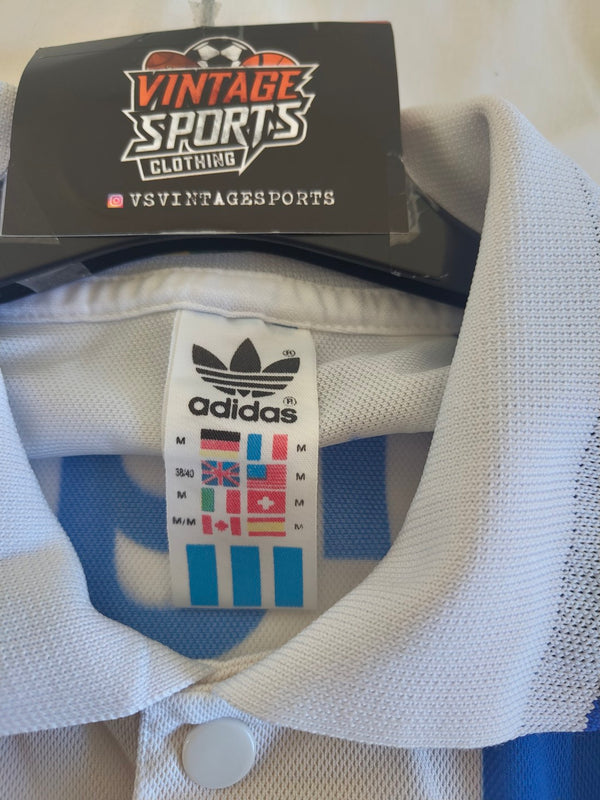 VINTAGE
SPORTS
CLOTHING
VSVINTAGESPORTS
®
adidas®
M M
38/40 M
M M
M/M M